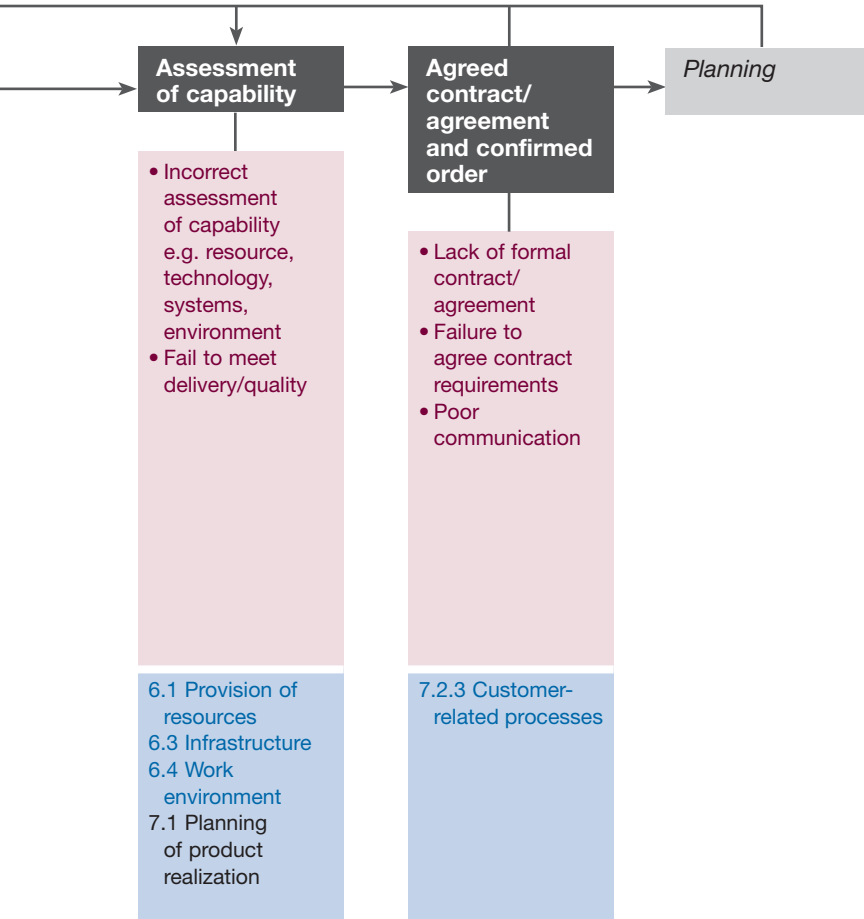 Assessment
of capability
Agreed
contract/
agreement
and confirmed
order
Planning
• Incorrect
assessment
of capability
e.g. resource,
technology,
systems,
environment
• Fail to meet
delivery/quality
• Lack of formal
contract/
agreement
• Failure to
agree contract
requirements
• Poor
communication
6.1 Provision of
resources
6.3 Infrastructure
6.4 Work
environment
7.1 Planning
of product
realization
7.2.3 Customer-
related processes